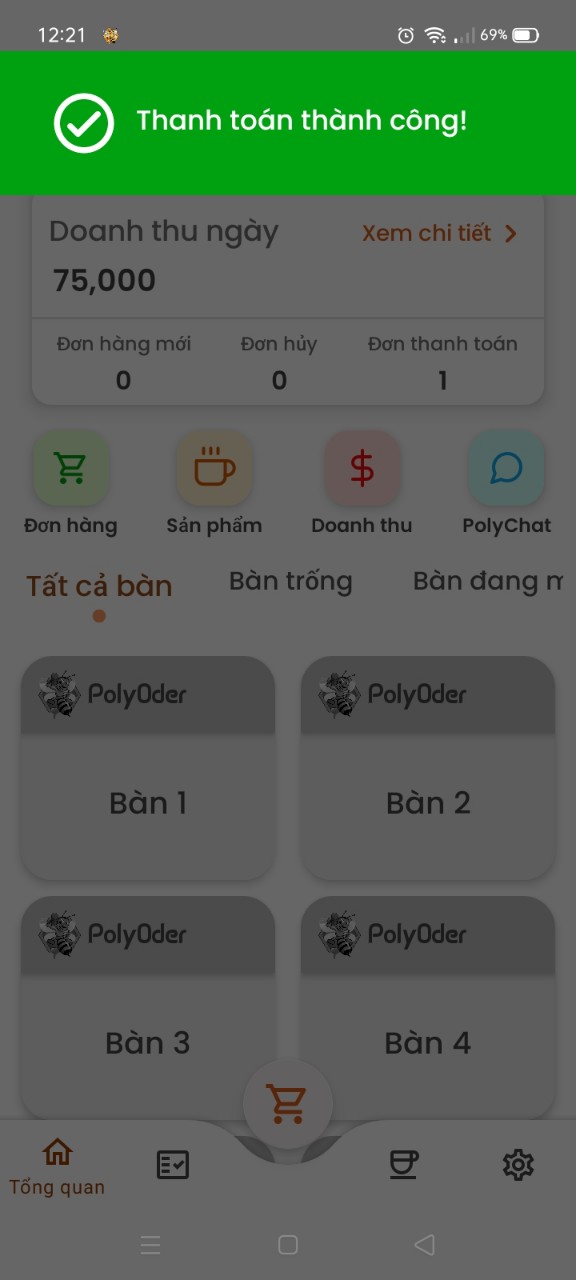 12:21
69%
Thanh toán thành công!
Doanh thu ngày
Xem chi tiết
75,000
Đơn hàng mới
Đơn hủy
Đơn thanh toán
0
0
1
Đơn hàng
Sản phẩm
Doanh thu
PolyChat
Tất cả bàn
Bàn trống
Bàn đang m
PolyOder
PolyOder
Bàn 1
Bàn 2
PolyOder
PolyOder
Bàn 3
Bàn 4
Tổng quan